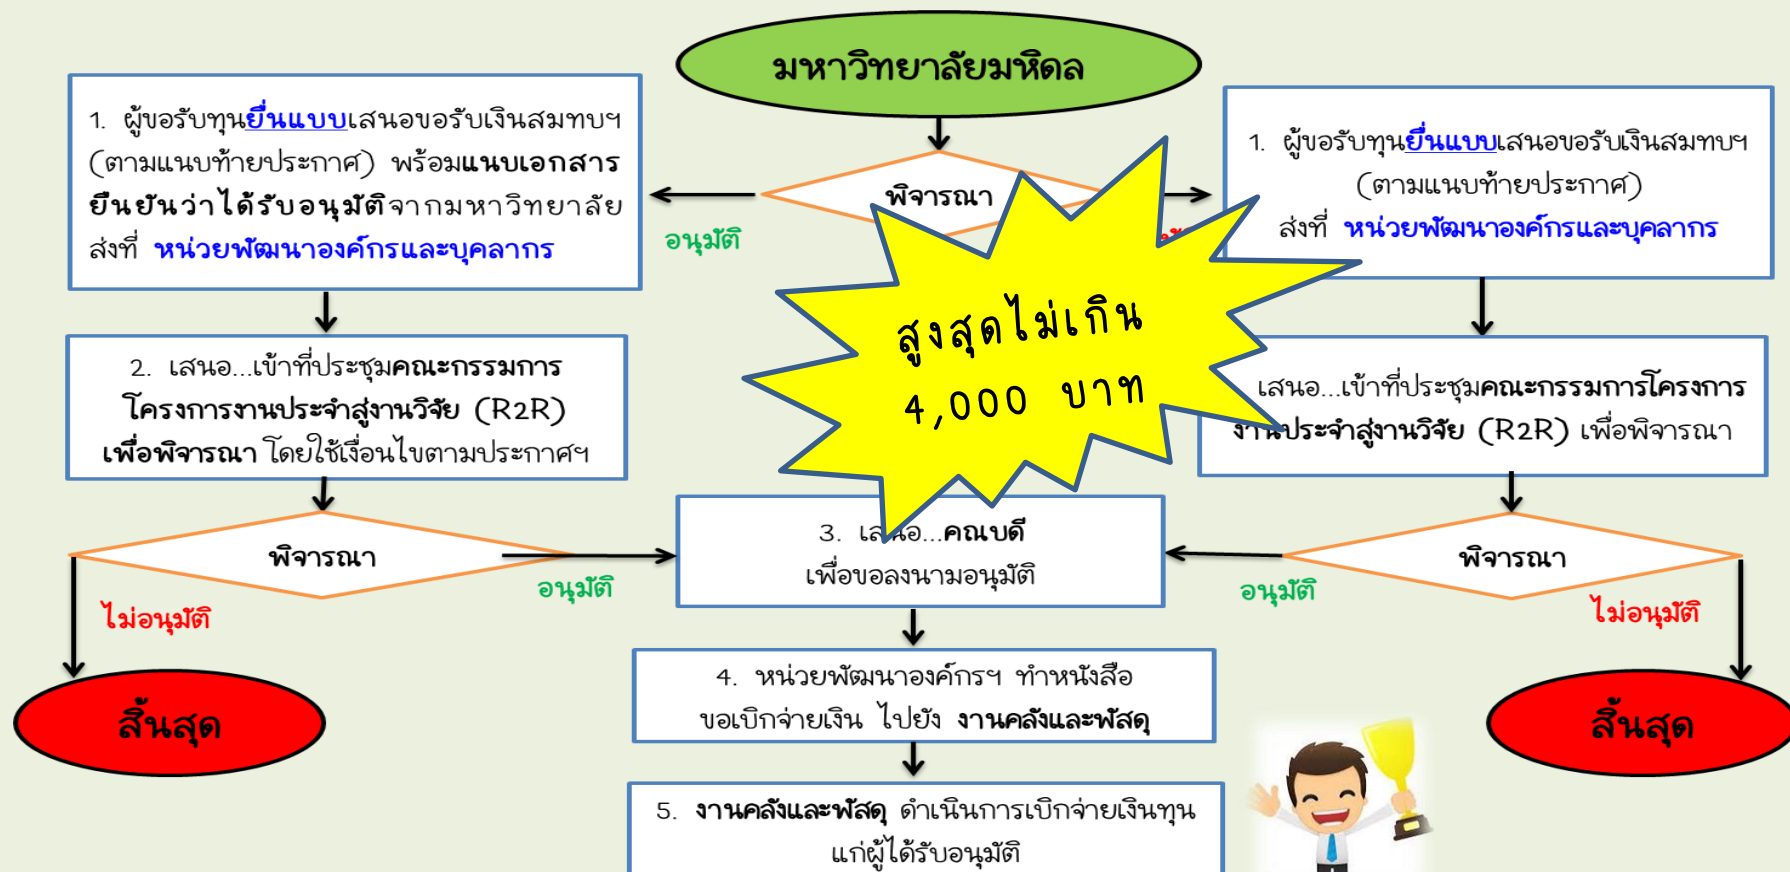 มหาวิทยาลัยมหิดล
พิจารณา
อนุมัติ
1. ผู้ขอรับทุนยื่นแบบเสนอขอรับเงินสมทบฯ
(ตามแนบท้ายประกาศ) พร้อมแนบเอกสาร
ยืนยันว่าได้รับอนุมัติจากมหาวิทยาลัย
ส่งที่ หน่วยพัฒนาองค์กรและบุคลากร
1. ผู้ขอรับทุนยื่นแบบเสนอขอรับเงินสมทบฯ
(ตามแนบท้ายประกาศ)
ส่งที่ หน่วยพัฒนาองค์กรและบุคลากร
สูงสุดไม่เกิน
4,000 บาท
2. เสนอ...เข้าที่ประชุมคณะกรรมการ
โครงการงานประจำสู่งานวิจัย (R2R)
เพื่อพิจารณา โดยใช้เงื่อนไขตามประกาศฯ
เสนอ...เข้าที่ประชุมคณะกรรมการโครงการ
งานประจำสู่งานวิจัย (R2R) เพื่อพิจารณา
พิจารณา
อนุมัติ
ไม่อนุมัติ
สิ้นสุด
3. เสนอ...คณบดี
เพื่อขอลงนามอนุมัติ
พิจารณา
อนุมัติ
ไม่อนุมัติ
สิ้นสุด
4. หน่วยพัฒนาองค์กรฯ ทำหนังสือ
ขอเบิกจ่ายเงิน ไปยัง งานคลังและพัสดุ
5. งานคลังและพัสดุ ดำเนินการเบิกจ่ายเงินทุน
แก่ผู้ได้รับอนุมัติ